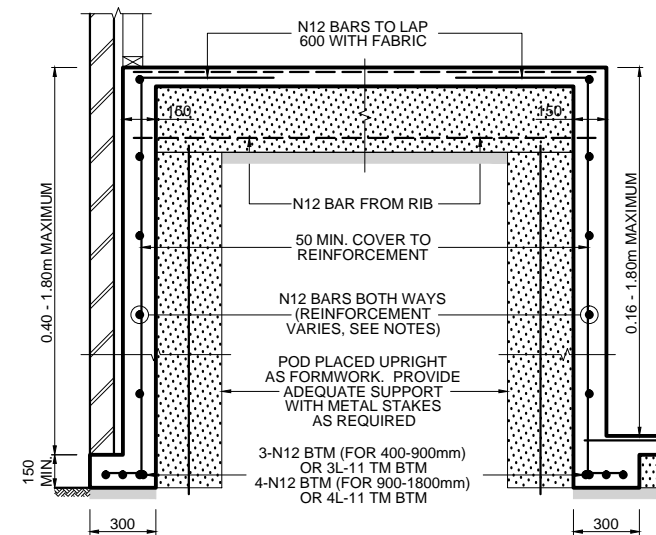 N12 BARS TO LAP
600 WITH FABRIC
150
150
N12 BAR FROM RIB
50 MIN. COVER TO
REINFORCEMENT
N12 BARS BOTH WAYS
(REINFORCEMENT
VARIES, SEE NOTES)
POD PLACED UPRIGHT
AS FORMWORK. PROVIDE
ADEQUATE SUPPORT
WITH METAL STAKES
AS REQUIRED
3-N12 BTM (FOR 400-900mm)
OR 3L-11 TM BTM
4-N12 BTM (FOR 900-1800mm)
OR 4L-11 TM BTM
0.40 - 1.80m MAXIMUM
0.16 - 1.80m MAXIMUM
150
MIN.
300
300